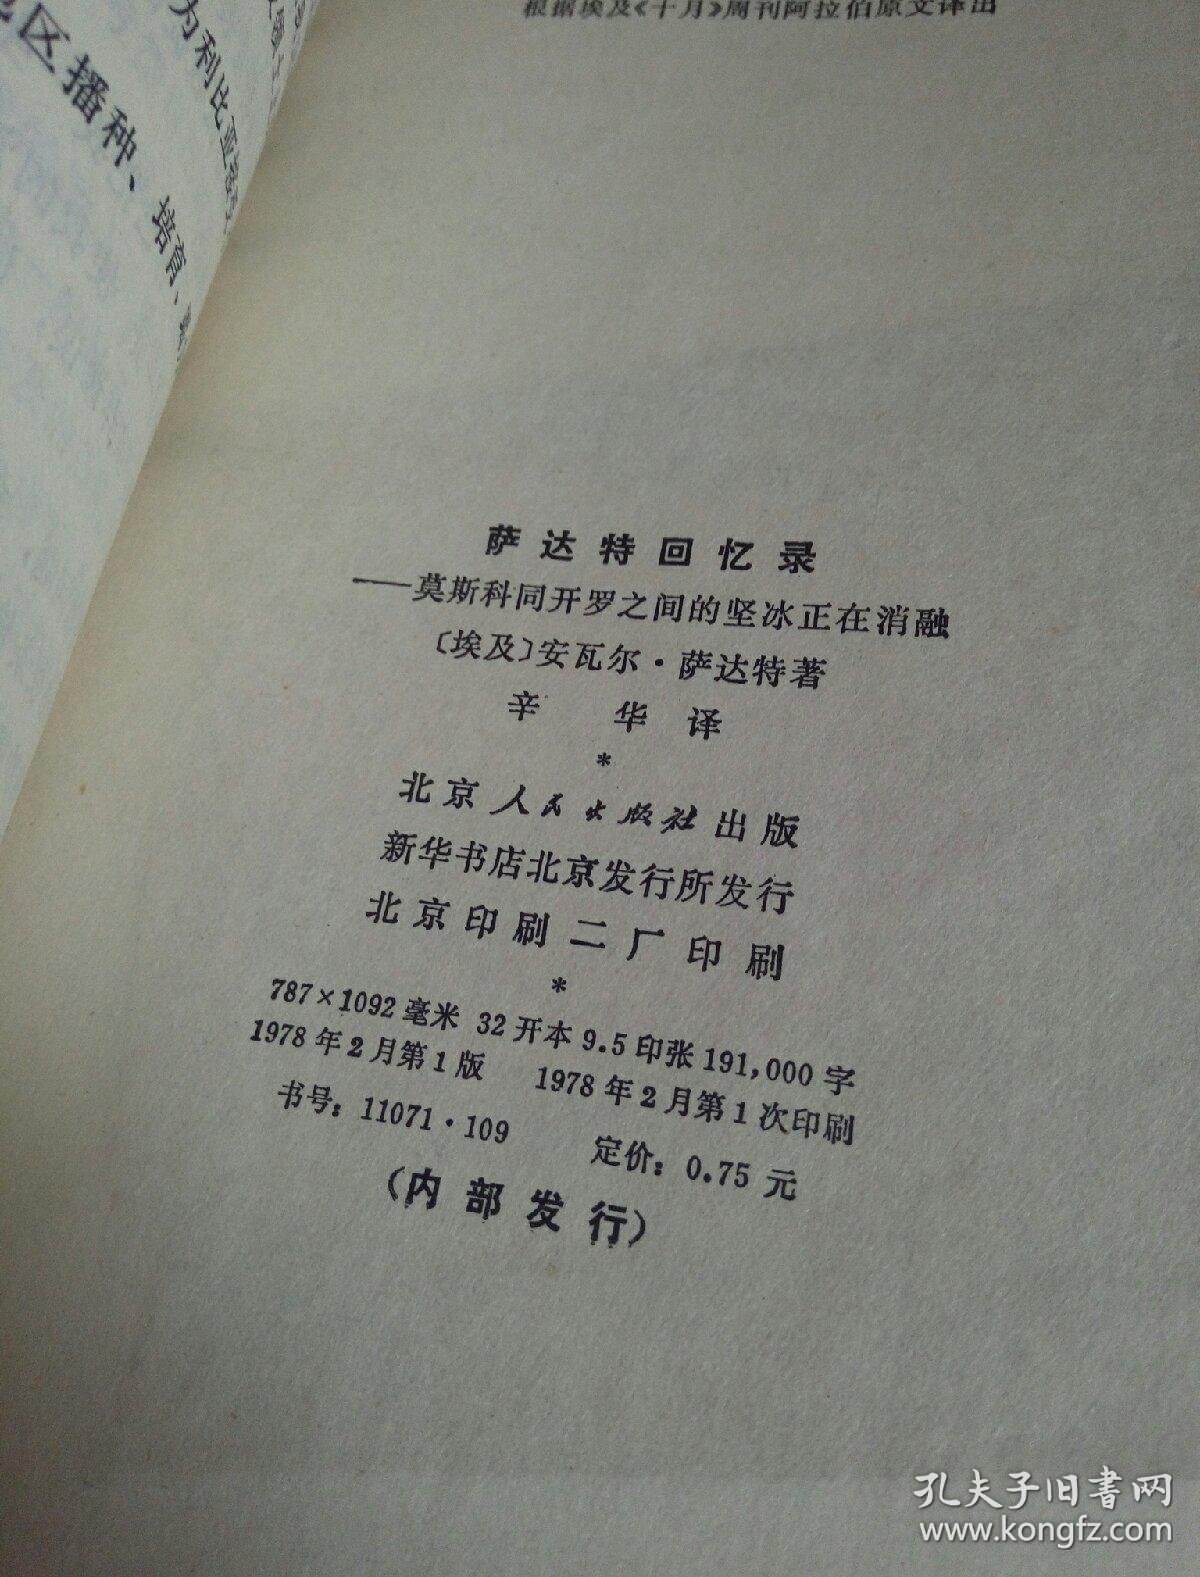 根据埃及《十月》周刊阿拉伯原文译出
为利比亚
区播种、培育、
萨达特回忆录
——莫斯科同开罗之间的坚冰正在消融
〔埃及〕安瓦尔·萨达特著
辛 华 译
*
北京人民出版社出版
新华书店北京发行所发行
北京印刷二厂印刷
*
787×1092毫米 32开本 9.5印张 191,000字
1978年2月第1版 1978年2月第1次印刷
书号：11071·109 定价：0.75元
（内部发行）
孔夫子旧书网
www.kongfz.com